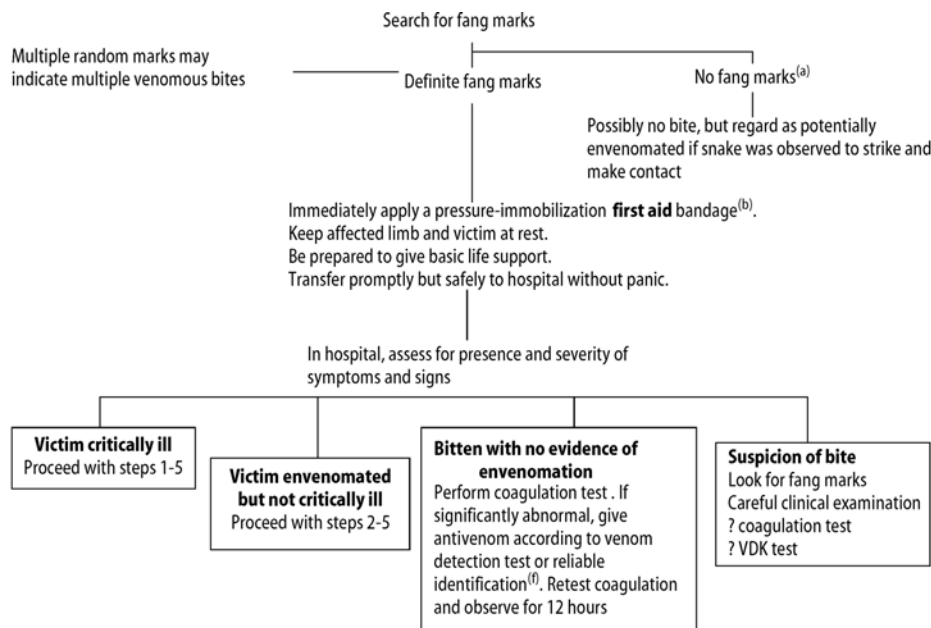 Search for fang marks
Multiple random marks may
indicate multiple venomous bites
Definite fang marks
No fang marks(a)
Possibly no bite, but regard as potentially
envenomated if snake was observed to strike and
make contact
Immediately apply a pressure-immobilization first aid bandage(b).
Keep affected limb and victim at rest.
Be prepared to give basic life support.
Transfer promptly but safely to hospital without panic.
In hospital, assess for presence and severity of
symptoms and signs
Victim critically ill
Proceed with steps 1-5
Victim envenomated
but not critically ill
Proceed with steps 2-5
Bitten with no evidence of
envenomation
Perform coagulation test . If
significantly abnormal, give
antivenom according to venom
detection test or reliable
identification(f). Retest coagulation
and observe for 12 hours
Suspicion of bite
Look for fang marks
Careful clinical examination
? coagulation test
? VDK test